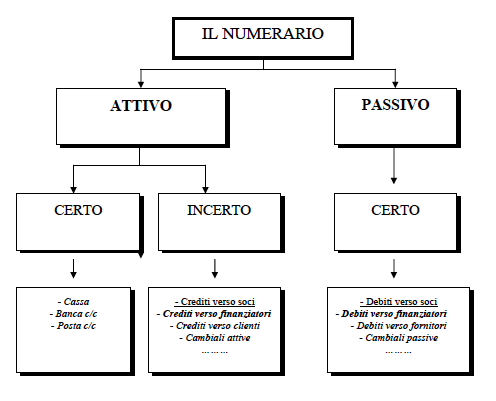 IL NUMERARIO
ATTIVO
PASSIVO
CERTO
INCERTO
CERTO
- Cassa
- Banca c/c
- Posta c/c
- Crediti verso soci
- Crediti verso finanziatori
- Crediti verso clienti
- Cambiali attive
………
- Debiti verso soci
- Debiti verso finanziatori
- Debiti verso fornitori
- Cambiali passive
………